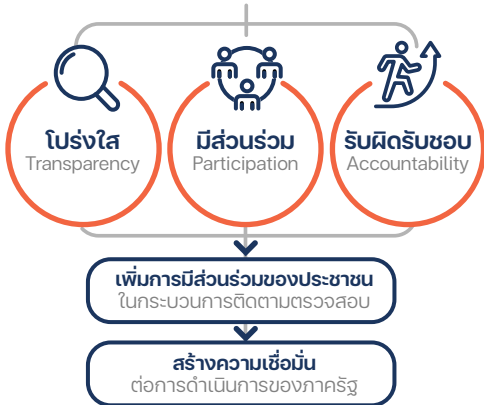 โปร่งใส
Transparency
มีส่วนร่วม
Participation
รับผิดรับชอบ
Accountability
เพิ่มการมีส่วนร่วมของประชาชน
ในกระบวนการติดตามตรวจสอบ
สร้างความเชื่อมั่น
ต่อการดำเนินการของภาครัฐ